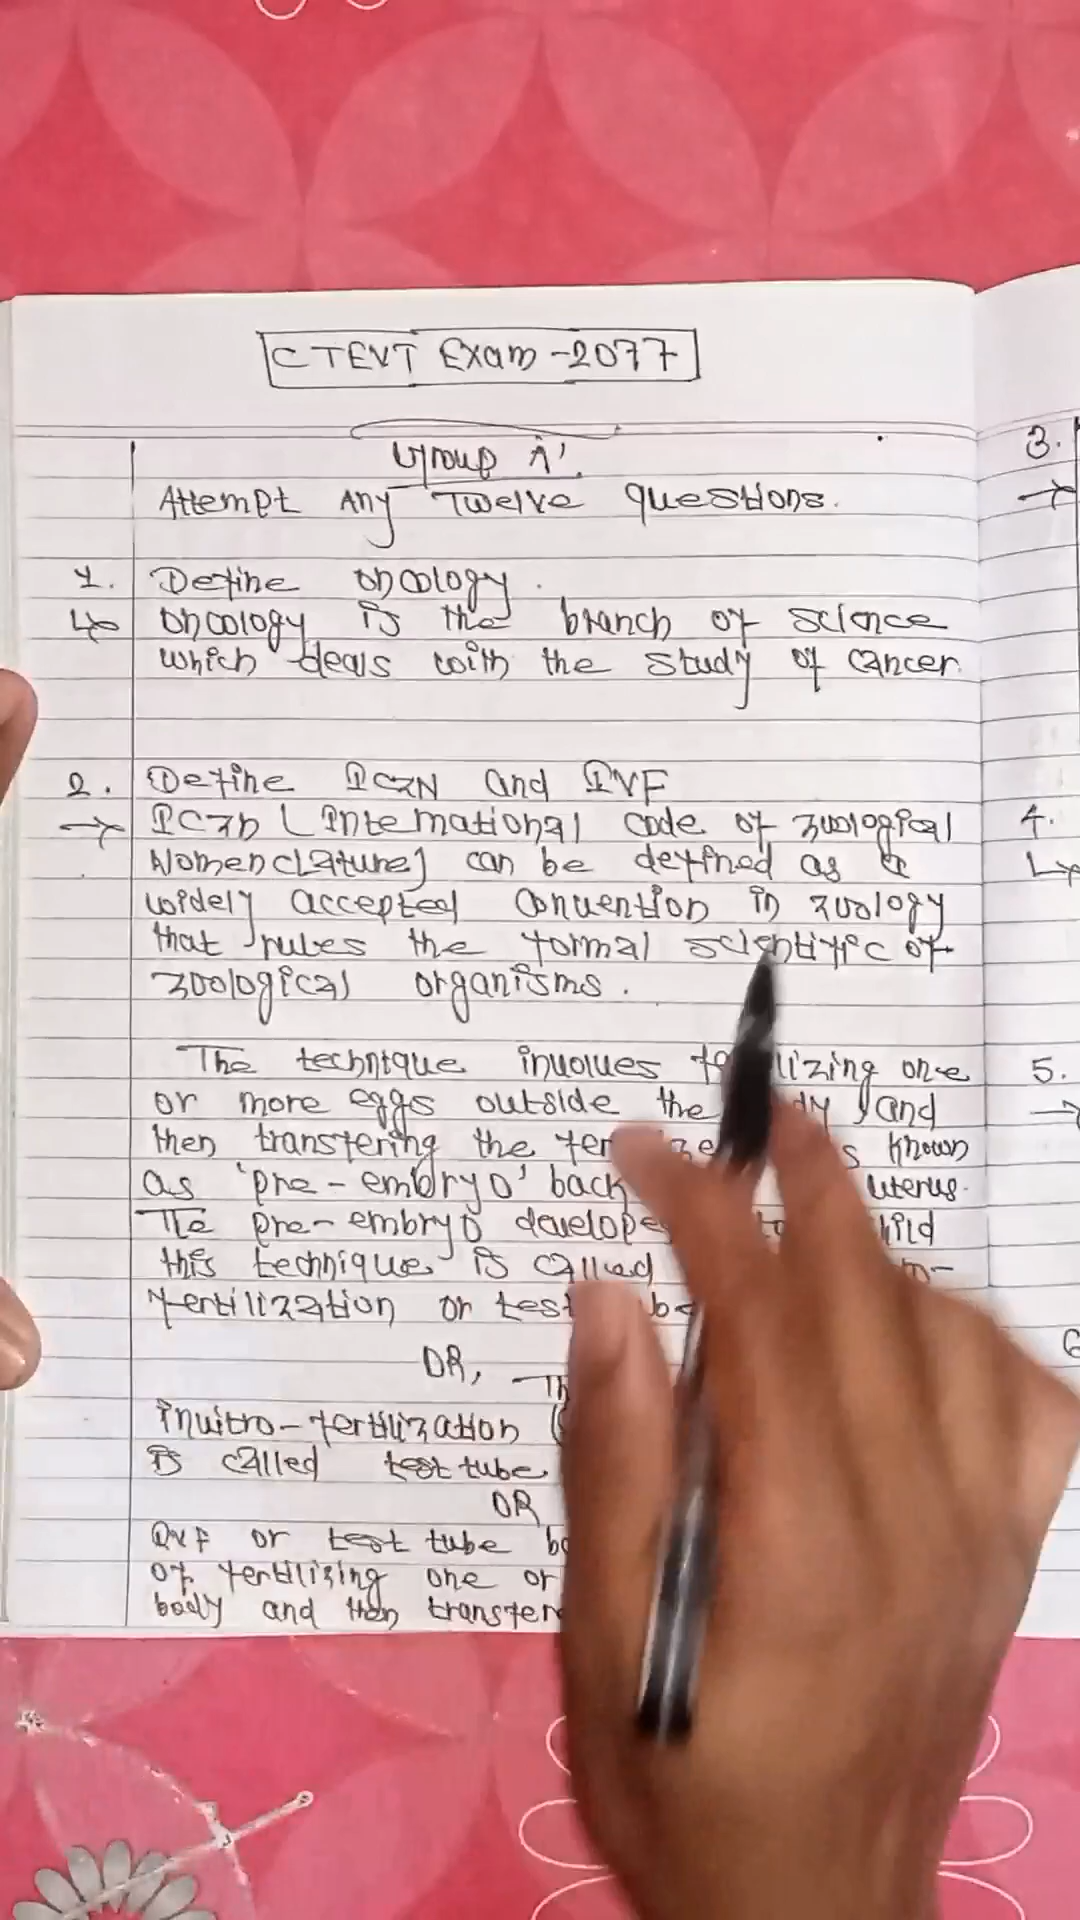 CTEVT Exam-2077
Group 'A'.
Attempt Any Twelve questions.
1. Define oncology.
oncology is the branch of science
which deals with the study of cancer.
2. Define ICZN and IVF
→ ICZN (International code of zoological
Nomenclature) can be defined as a
widely accepted convention in zoology
that rules the formal scientific of
zoological organisms.
The technique involves one
or more eggs outside the and
then transfering the known
as 'pre-embryo' back uterus.
The pre-embryo
this technique is called
fertilization or test
OR,
invitro-fertilization
is called test tube
OR
IVF or test tube
of fertilizing one or
body and then
3.
→
4.
5.
→